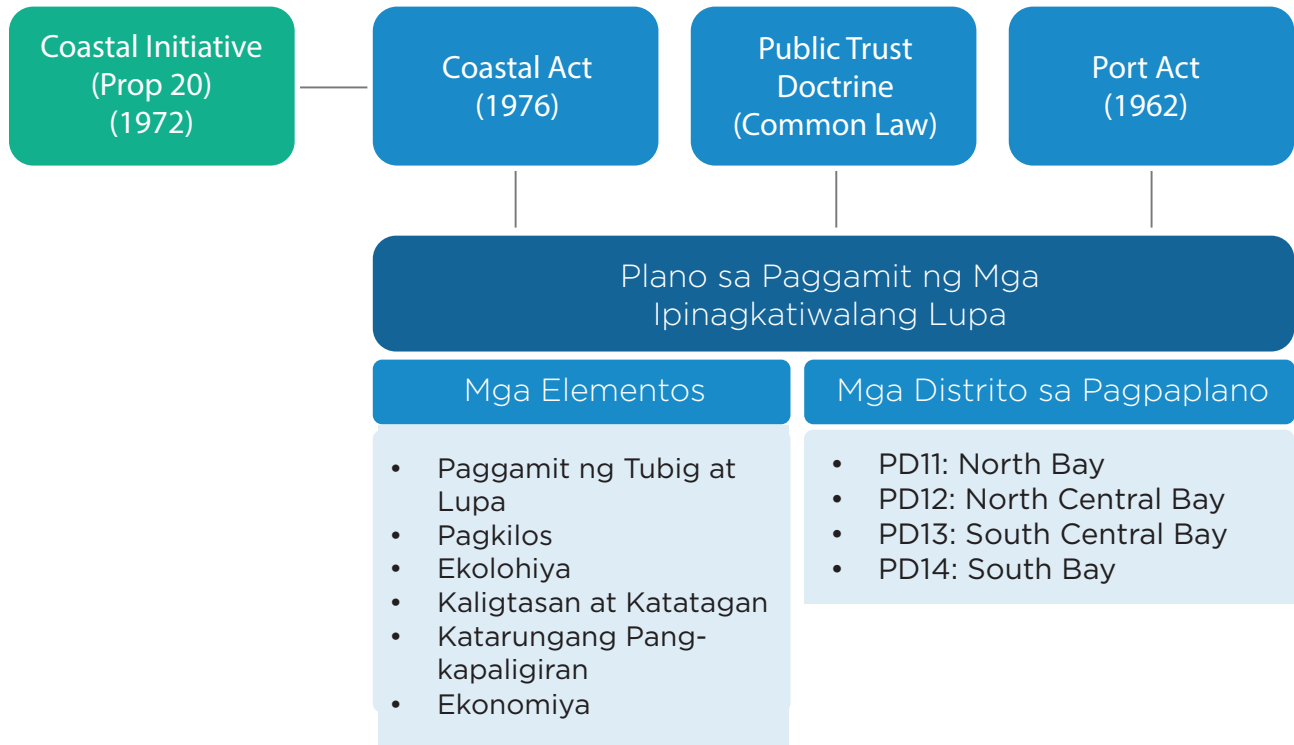 Coastal Initiative
(Prop 20)
(1972)
Coastal Act
(1976)
Public Trust
Doctrine
(Common Law)
Port Act
(1962)
Plano sa Paggamit ng Mga
Ipinagkatiwalang Lupa
Mga Elementos
• Paggamit ng Tubig at
Lupa
• Pagkilos
• Ekolohiya
• Kaligtasan at Katatagan
• Katarungang Pang-
kapaligiran
• Ekonomiya
Mga Distrito sa Pagpaplano
• PD11: North Bay
• PD12: North Central Bay
• PD13: South Central Bay
• PD14: South Bay